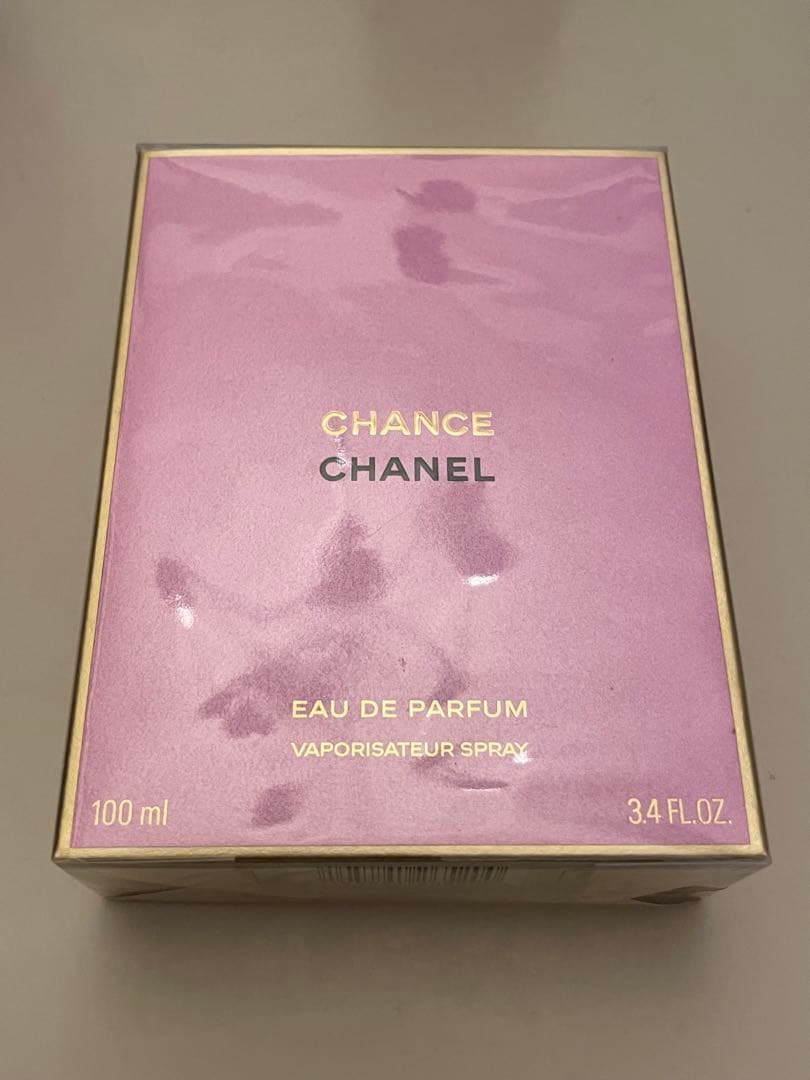 CHANCE
CHANEL
EAU DE PARFUM
VAPORISATEUR SPRAY
100 ml
3.4 FL.OZ.